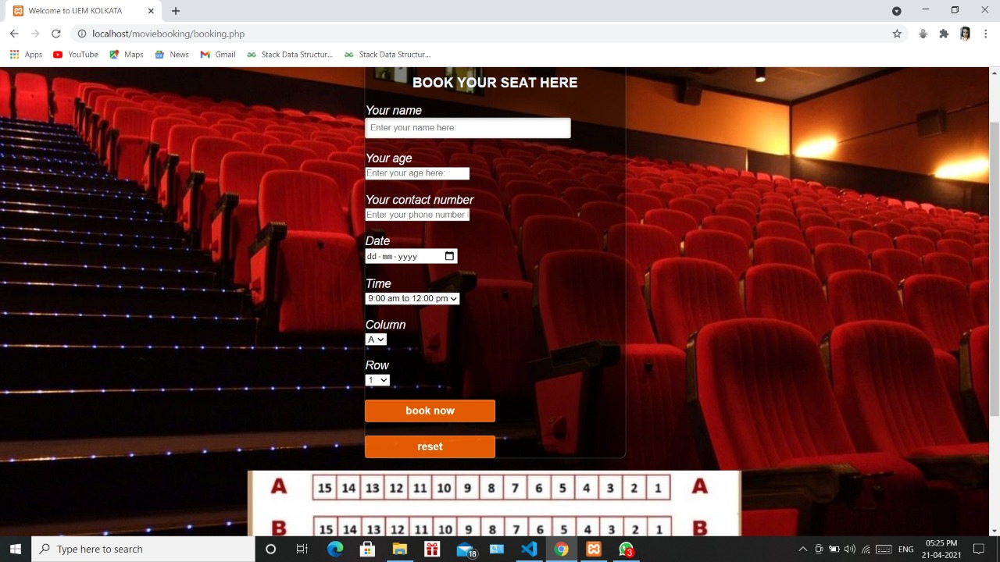 Welcome to UEM KOLKATA
localhost/moviebooking/booking.php
Apps YouTube Maps News Gmail Stack Data Structur... Stack Data Structur...
BOOK YOUR SEAT HERE
Your name
Enter your name here:
Your age
Enter your age here:
Your contact number
Enter your phone number
Date
dd-mm-yyyy
Time
9:00 am to 12:00 pm
Column
A
Row
1
book now
reset
A 15 14 13 12 11 10 9 8 7 6 5 4 3 2 1 A
B 15 14 13 12 11 10 9 8 7 6 5 4 3 2 1 B
Type here to search
18
3
ENG
05:25 PM
21-04-2021